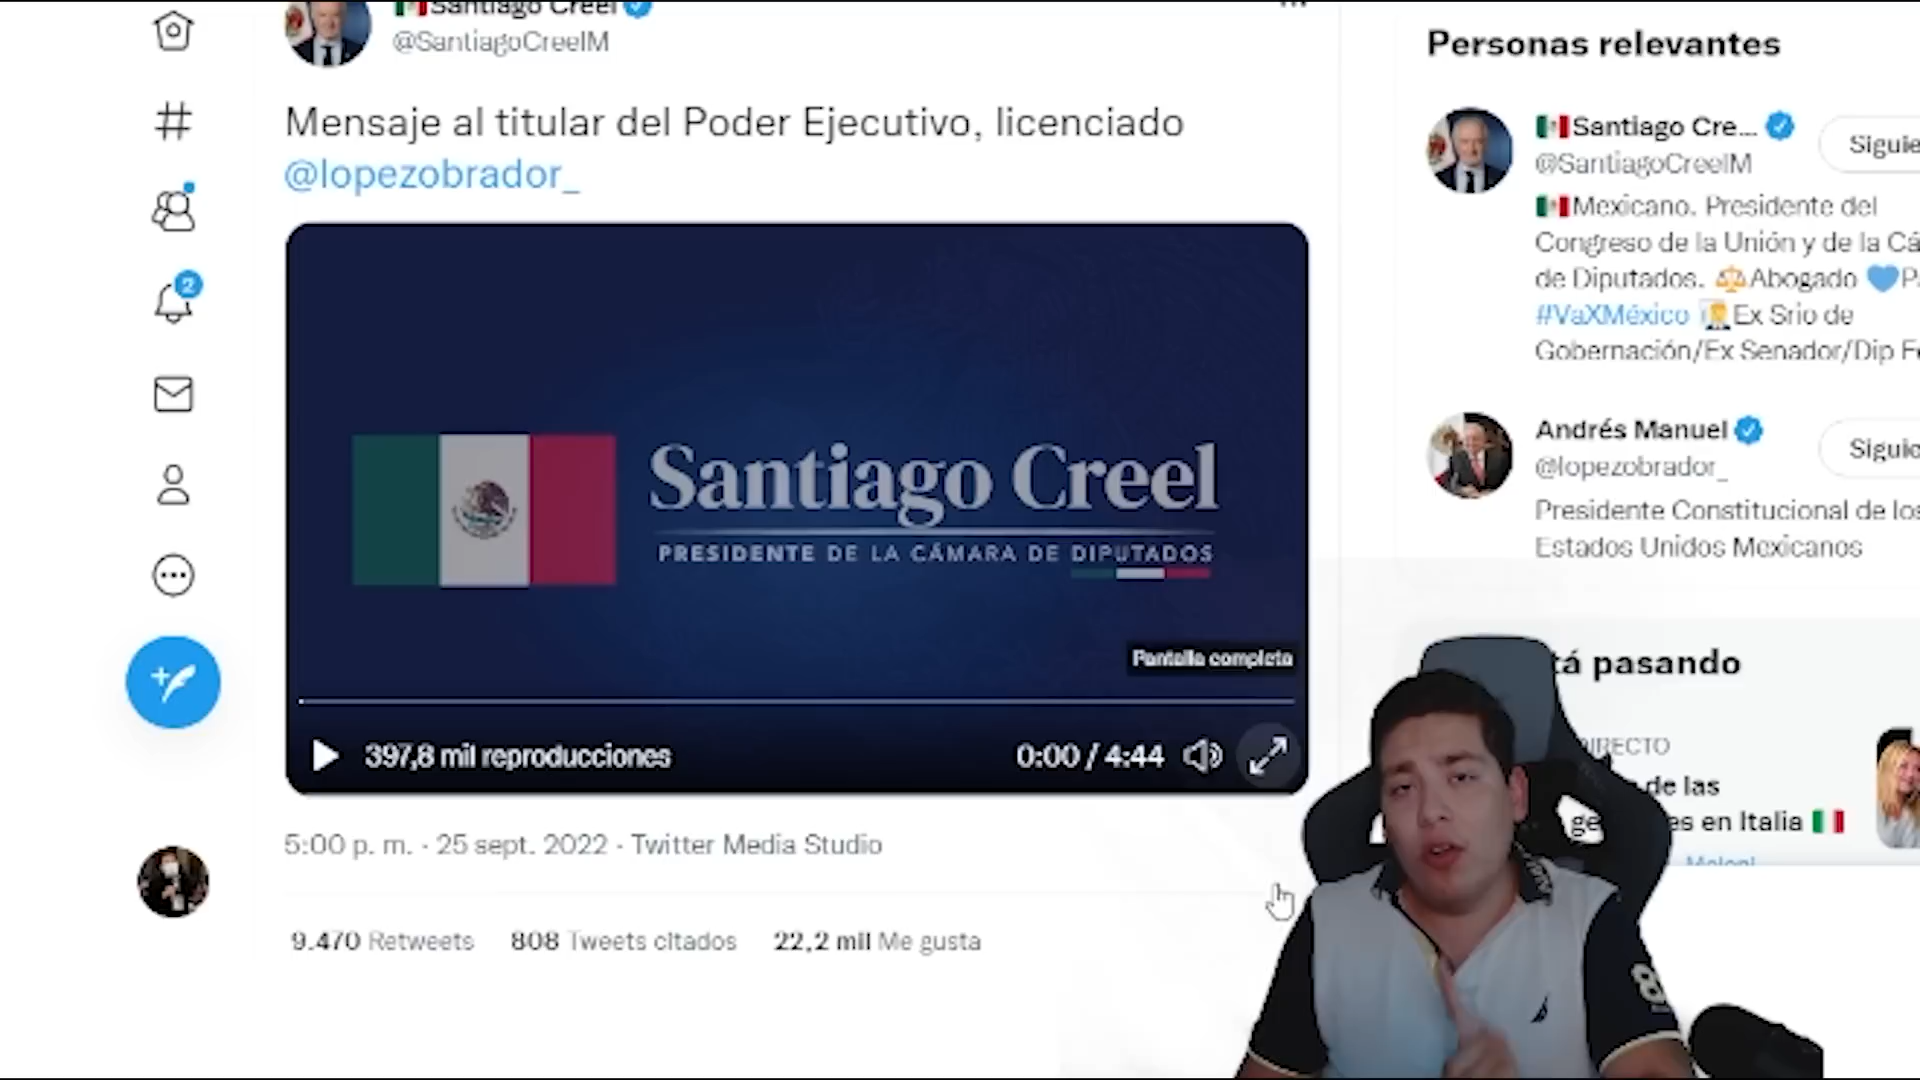 Santiago Creel
@SantiagoCreelM
Mensaje al titular del Poder Ejecutivo, licenciado
@lopezobrador_
Santiago Creel
PRESIDENTE DE LA CÁMARA DE DIPUTADOS
Pantalla completa
397,8 mil reproducciones
0:00 / 4:44
5:00 p. m. · 25 sept. 2022 · Twitter Media Studio
9.470 Retweets 808 Tweets citados 22,2 mil Me gusta
2
Personas relevantes
Santiago Cre...
@SantiagoCreelM
Siguie
Mexicano. Presidente del
Congreso de la Unión y de la Cá
de Diputados. Abogado P
#VaXMéxico Ex Srio de
Gobernación/Ex Senador/Dip Fe
Andrés Manuel
@lopezobrador_
Siguie
Presidente Constitucional de los
Estados Unidos Mexicanos
tá pasando
DIRECTO
de las
ge es en Italia
Meloni